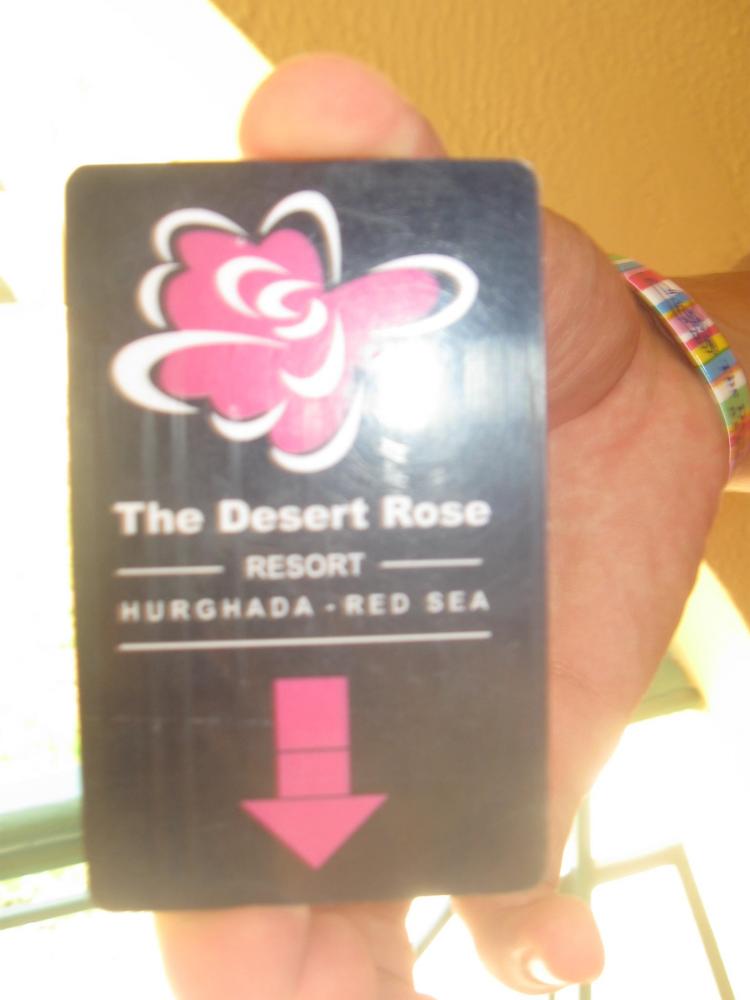 The Desert Rose
RESORT
HURGHADA - RED SEA